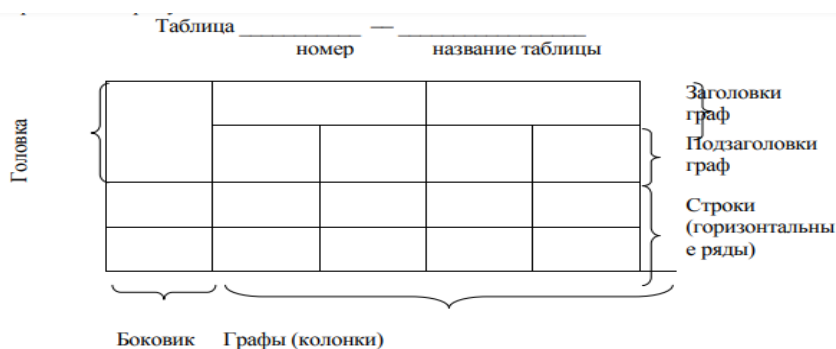 Таблица ___________ — _________________
номер название таблицы
Головка
Заголовки
граф
Подзаголовки
граф
Строки
(горизонтальны
е ряды)
Боковик Графы (колонки)